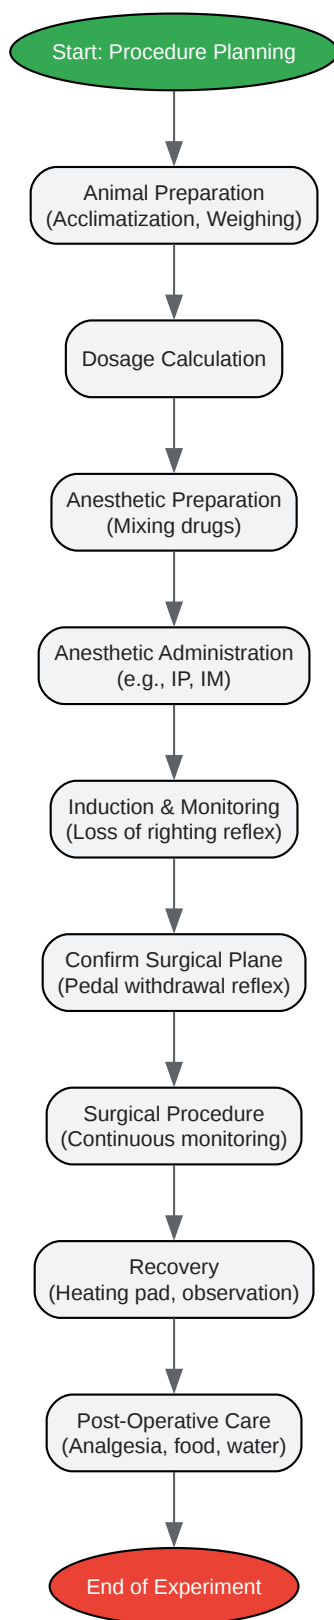 Start: Procedure Planning
Animal Preparation
(Acclimatization, Weighing)
Dosage Calculation
Anesthetic Preparation
(Mixing drugs)
Anesthetic Administration
(e.g., IP, IM)
Induction & Monitoring
(Loss of righting reflex)
Confirm Surgical Plane
(Pedal withdrawal reflex)
Surgical Procedure
(Continuous monitoring)
Recovery
(Heating pad, observation)
Post-Operative Care
(Analgesia, food, water)
End of Experiment